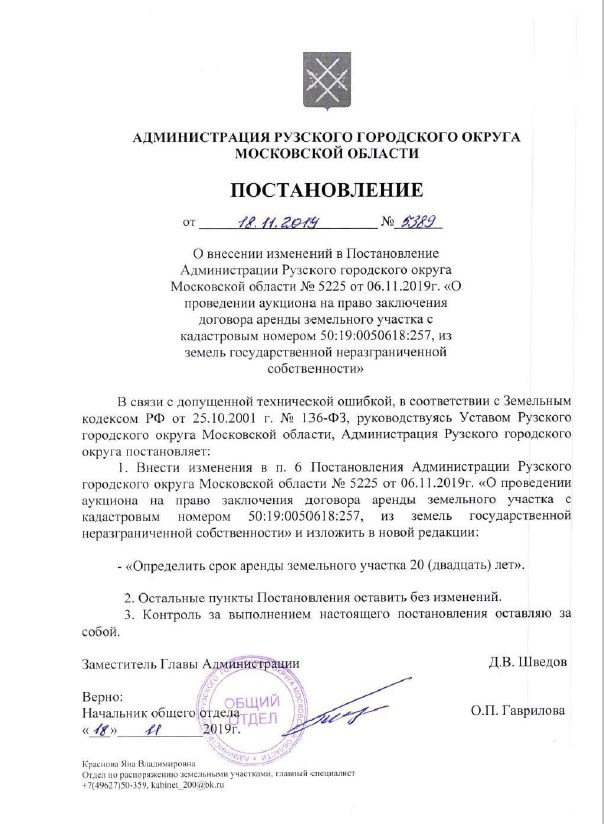 АДМИНИСТРАЦИЯ РУЗСКОГО ГОРОДСКОГО ОКРУГА
МОСКОВСКОЙ ОБЛАСТИ
ПОСТАНОВЛЕНИЕ
от 18.11.2019 № 5389
О внесении изменений в Постановление
Администрации Рузского городского округа
Московской области № 5225 от 06.11.2019г. «О
проведении аукциона на право заключения
договора аренды земельного участка с
кадастровым номером 50:19:0050618:257, из
земель государственной неразграниченной
собственности»
В связи с допущенной технической ошибкой, в соответствии с Земельным
кодексом РФ от 25.10.2001 г. № 136-ФЗ, руководствуясь Уставом Рузского
городского округа Московской области, Администрация Рузского городского
округа постановляет:
1. Внести изменения в п. 6 Постановления Администрации Рузского
городского округа Московской области № 5225 от 06.11.2019г. «О проведении
аукциона на право заключения договора аренды земельного участка с
кадастровым номером 50:19:0050618:257, из земель государственной
неразграниченной собственности» и изложить в новой редакции:
- «Определить срок аренды земельного участка 20 (двадцать) лет».
2. Остальные пункты Постановления оставить без изменений.
3. Контроль за выполнением настоящего постановления оставляю за
собой.
Заместитель Главы Администрации Д.В. Шведов
Верно:
Начальник общего отдела О.П. Гаврилова
«18» 11 2019г.
ОБЩИЙ
ОТДЕЛ
Краснова Яна Владимировна
Отдел по распоряжению земельными участками, главный специалист
+7(49627)50-359, kabinet_200@bk.ru